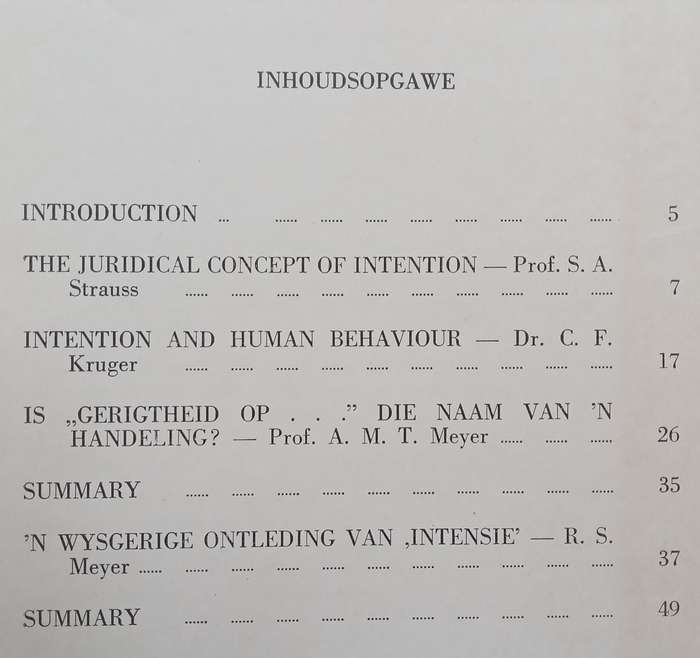 INHOUDSOPGAWE
INTRODUCTION ... ...... ...... ...... ...... ...... ...... ...... ...... 5
THE JURIDICAL CONCEPT OF INTENTION — Prof. S. A.
Strauss ...... ...... ...... ...... ...... ...... ...... ...... ...... ...... 7
INTENTION AND HUMAN BEHAVIOUR — Dr. C. F.
Kruger ...... ...... ...... ...... ...... ...... ...... ...... ...... ...... 17
IS „GERIGTHEID OP . . .” DIE NAAM VAN ’N
HANDELING? — Prof. A. M. T. Meyer ...... ...... ...... 26
SUMMARY ...... ...... ...... ...... ...... ...... ...... ...... ...... ...... 35
’N WYSGERIGE ONTLEDING VAN ‚INTENSIE’ — R. S.
Meyer ...... ...... ...... ...... ...... ...... ...... ...... ...... ...... ...... 37
SUMMARY ...... ...... ...... ...... ...... ...... ...... ...... ...... ...... 49